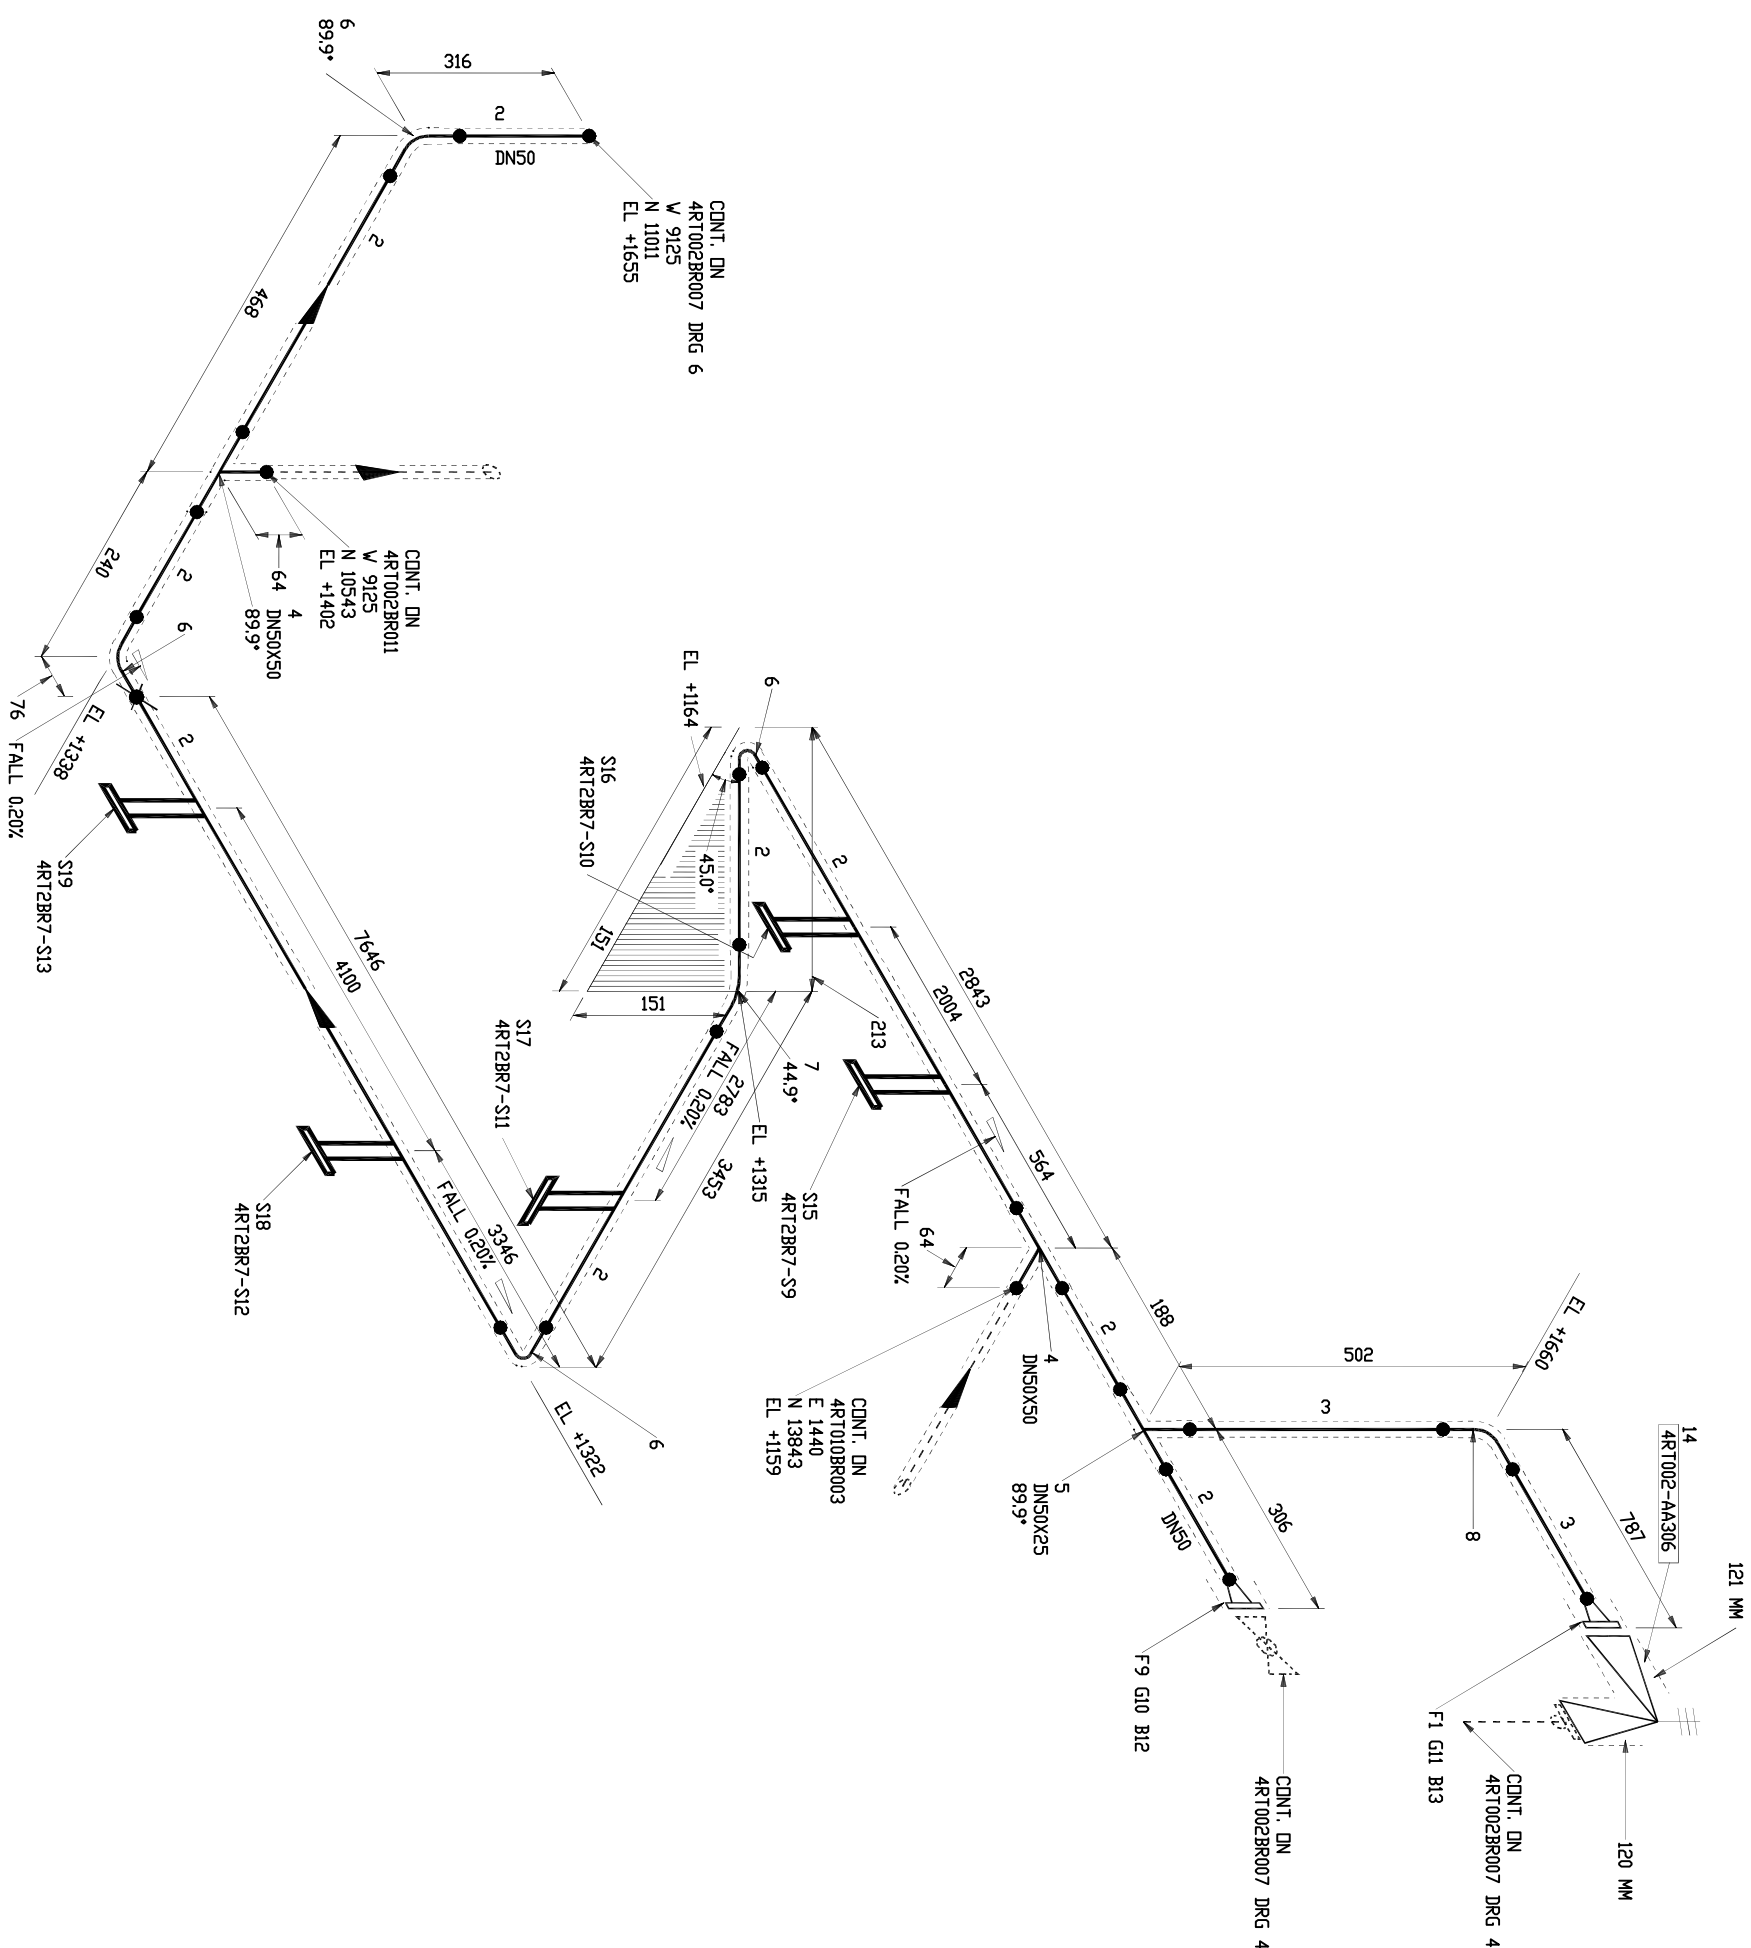 6
89.9°
316
2
DN50
CONT. ON
4RT002BR007 DRG 6
W 9125
N 11011
EL +1655
2
468
CONT. ON
4RT002BR011
W 9125
N 10543
EL +1402
64
4
DN50X50
89.9°
240
2
6
76
EL +1338
FALL 0.20%
2
S19
4RT2BR7-S13
7646
4100
S18
4RT2BR7-S12
3346
FALL 0.20%
EL +1322
6
2
S17
4RT2BR7-S11
2783
FALL 0.20%
3453
EL +1315
7
44.9°
151
151
213
45.0°
S16
4RT2BR7-S10
EL +1164
6
2
2
2843
2004
564
S15
4RT2BR7-S9
FALL 0.20%
64
4
DN50X50
CONT. ON
4RT010BR003
E 1440
N 13843
EL +1159
188
2
5
DN50X25
89.9°
2
DN50
306
502
3
EL +1660
8
3
787
14
4RT002-AA306
121 MM
120 MM
F1 G11 B13
F9 G10 B12
CONT. ON
4RT002BR007 DRG 4
CONT. ON
4RT002BR007 DRG 4